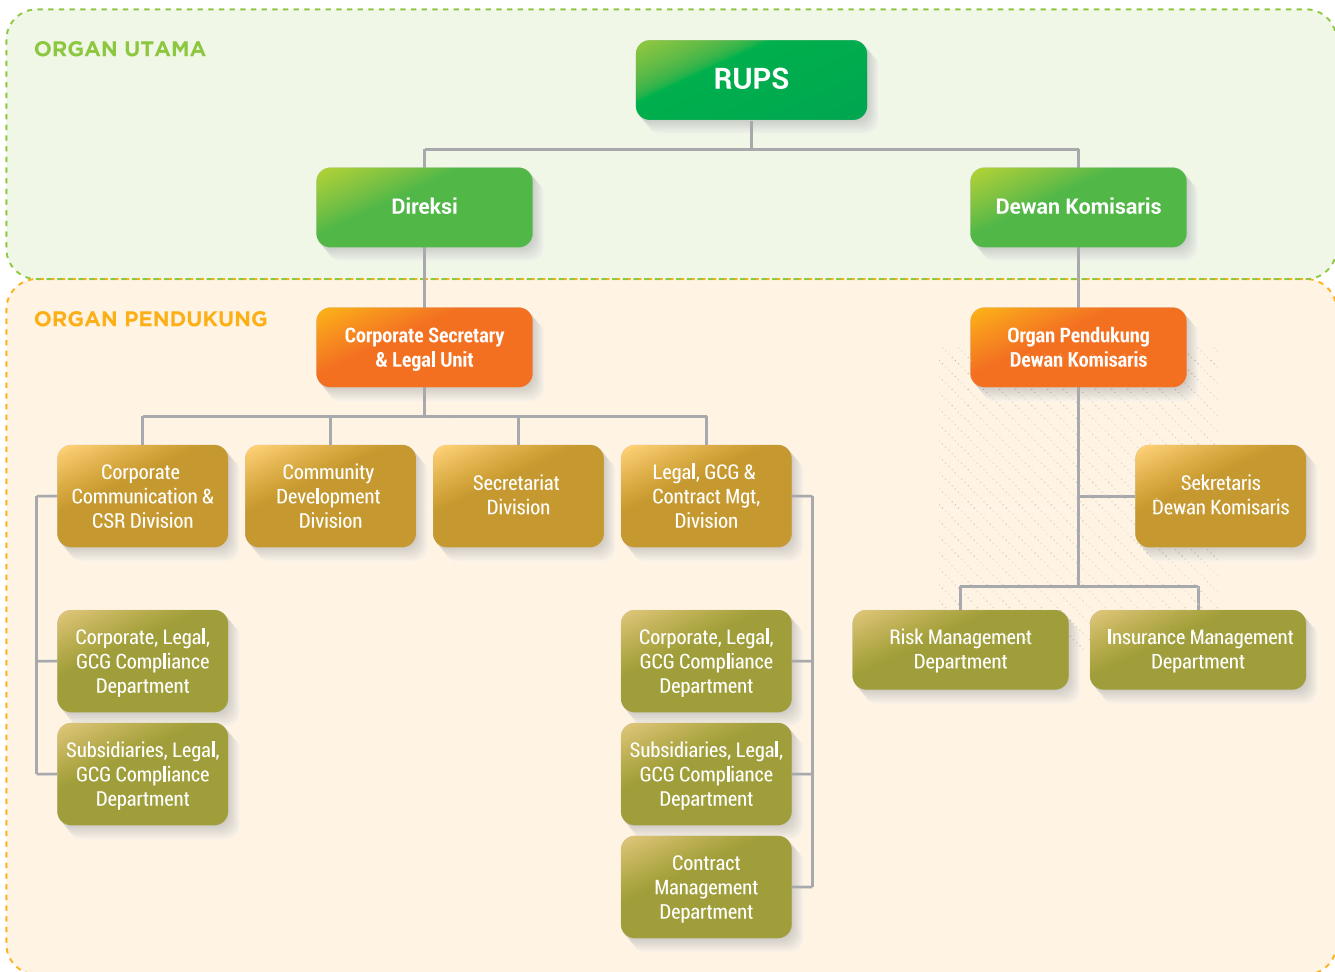 ORGAN UTAMA
RUPS
Direksi
Dewan Komisaris
ORGAN PENDUKUNG
Corporate Secretary
& Legal Unit
Organ Pendukung
Dewan Komisaris
Corporate
Communication &
CSR Division
Community
Development
Division
Secretariat
Division
Legal, GCG &
Contract Mgt,
Division
Sekretaris
Dewan Komisaris
Corporate, Legal,
GCG Compliance
Department
Corporate, Legal,
GCG Compliance
Department
Risk Management
Department
Insurance Management
Department
Subsidiaries, Legal,
GCG Compliance
Department
Subsidiaries, Legal,
GCG Compliance
Department
Contract
Management
Department